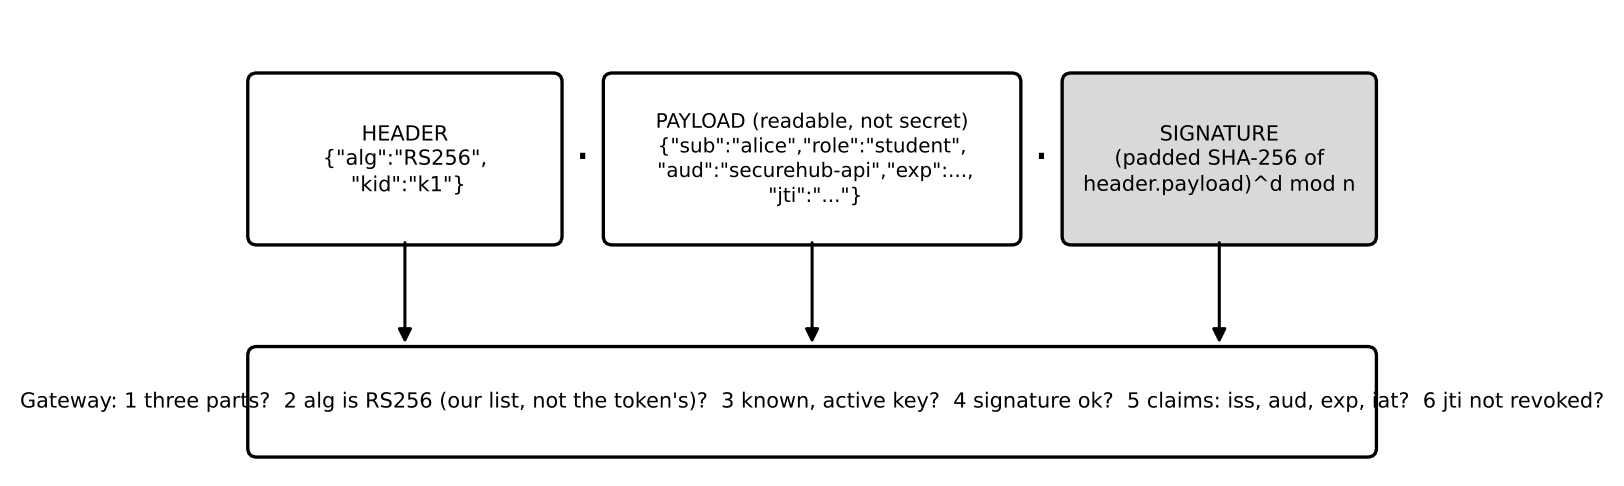 HEADER
{"alg":"RS256",
"kid":"k1"}
.
PAYLOAD (readable, not secret)
{"sub":"alice","role":"student",
"aud":"securehub-api","exp":...,
"jti":"..."}
.
SIGNATURE
(padded SHA-256 of
header.payload)^d mod n
Gateway: 1 three parts?  2 alg is RS256 (our list, not the token's)?  3 known, active key?  4 signature ok?  5 claims: iss, aud, exp, iat?  6 jti not revoked?